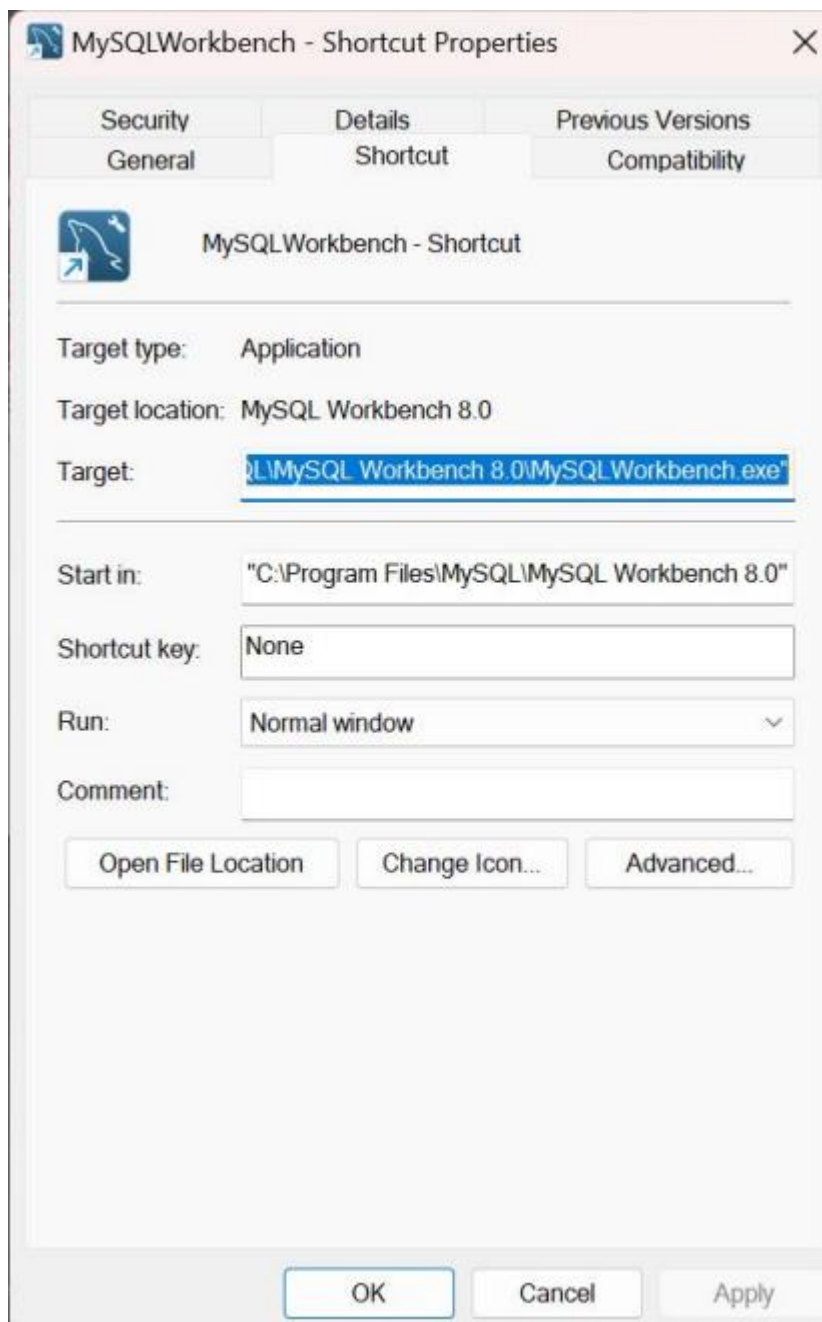 MySQLWorkbench - Shortcut Properties
Security Details Previous Versions
General Shortcut Compatibility
MySQLWorkbench - Shortcut
Target type: Application
Target location: MySQL Workbench 8.0
Target: QL\MySQL Workbench 8.0\MySQLWorkbench.exe"
Start in: "C:\Program Files\MySQL\MySQL Workbench 8.0"
Shortcut key: None
Run: Normal window
Comment:
Open File Location Change Icon... Advanced...
OK Cancel Apply